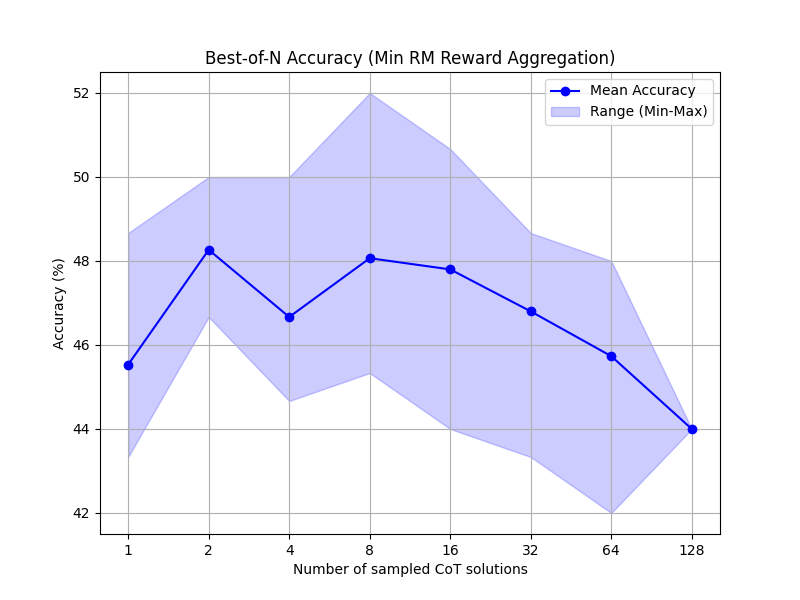 Best-of-N Accuracy (Min RM Reward Aggregation)
Mean Accuracy
Range (Min-Max)
Accuracy (%)
52
50
48
46
44
42
1 2 4 8 16 32 64 128
Number of sampled CoT solutions